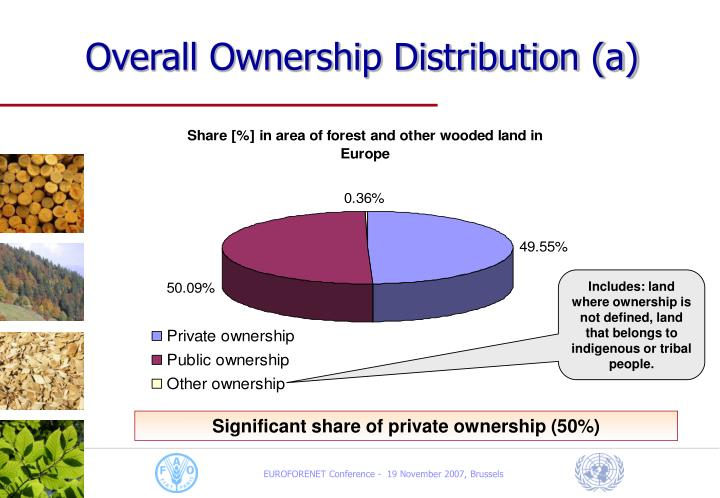 Overall Ownership Distribution (a)
Share [%] in area of forest and other wooded land in
Europe
0.36%
49.55%
50.09%
Includes: land
where ownership is
not defined, land
that belongs to
indigenous or tribal
people.
Private ownership
Public ownership
Other ownership
Significant share of private ownership (50%)
F A O
FIAT PANIS
EUROFORENET Conference - 19 November 2007, Brussels